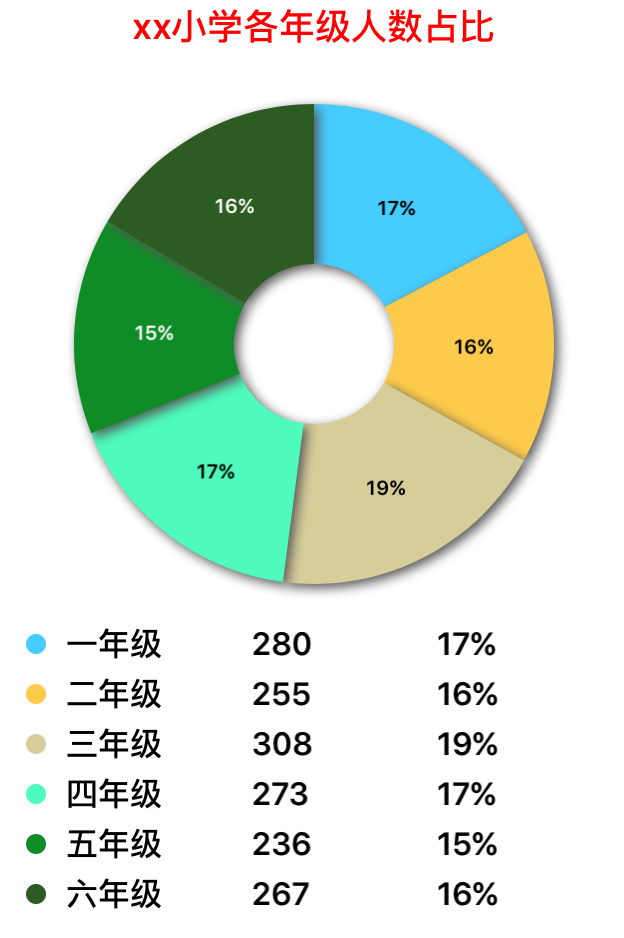 xx小学各年级人数占比
16%
17%
15%
16%
17%
19%
一年级 280 17%
二年级 255 16%
三年级 308 19%
四年级 273 17%
五年级 236 15%
六年级 267 16%